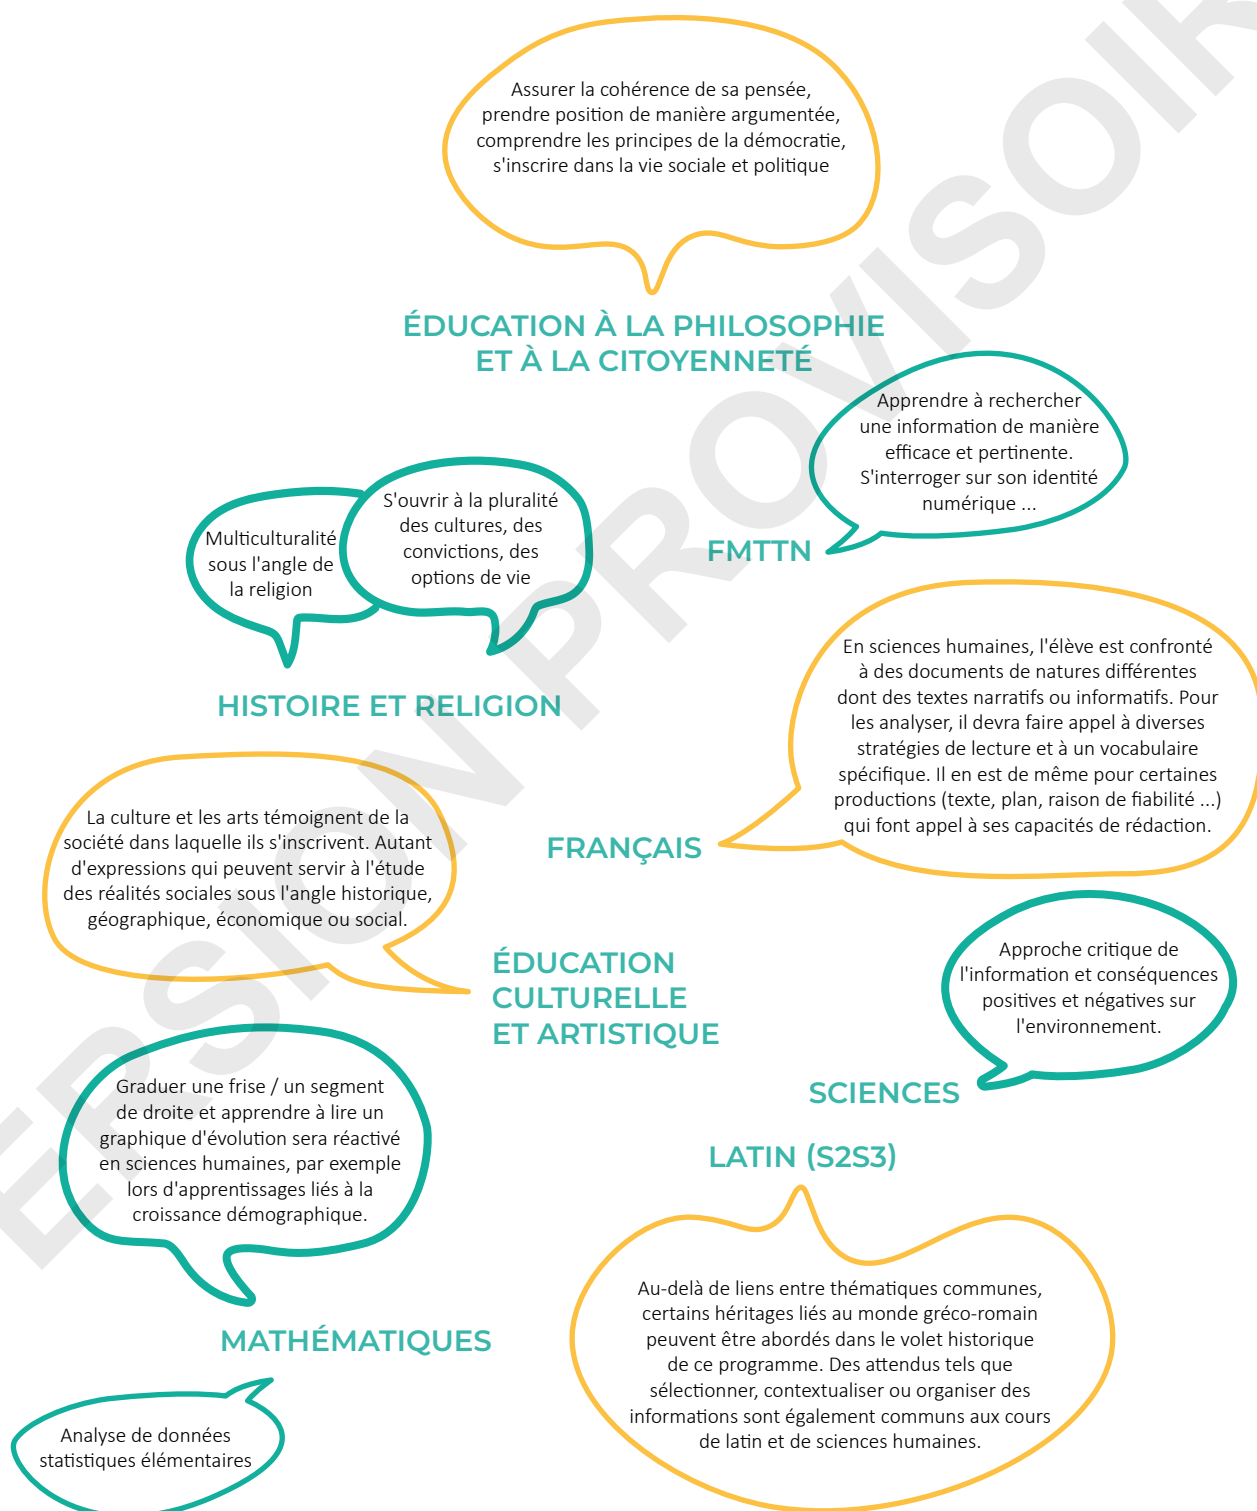 Assurer la cohérence de sa pensée,
prendre position de manière argumentée,
comprendre les principes de la démocratie,
s'inscrire dans la vie sociale et politique
ÉDUCATION À LA PHILOSOPHIE
ET À LA CITOYENNETÉ
Apprendre à rechercher
une information de manière
efficace et pertinente.
S'interroger sur son identité
numérique ...
FMTTN
Multiculturalité
sous l'angle de
la religion
S'ouvrir à la pluralité
des cultures, des
convictions, des
options de vie
HISTOIRE ET RELIGION
En sciences humaines, l'élève est confronté
à des documents de natures différentes
dont des textes narratifs ou informatifs. Pour
les analyser, il devra faire appel à diverses
stratégies de lecture et à un vocabulaire
spécifique. Il en est de même pour certaines
productions (texte, plan, raison de fiabilité ...)
qui font appel à ses capacités de rédaction.
FRANÇAIS
La culture et les arts témoignent de la
société dans laquelle ils s'inscrivent. Autant
d'expressions qui peuvent servir à l'étude
des réalités sociales sous l'angle historique,
géographique, économique ou social.
ÉDUCATION
CULTURELLE
ET ARTISTIQUE
Approche critique de
l'information et conséquences
positives et négatives sur
l'environnement.
SCIENCES
Graduer une frise / un segment
de droite et apprendre à lire un
graphique d'évolution sera réactivé
en sciences humaines, par exemple
lors d'apprentissages liés à la
croissance démographique.
MATHÉMATIQUES
Analyse de données
statistiques élémentaires
LATIN (S2S3)
Au-delà de liens entre thématiques communes,
certains héritages liés au monde gréco-romain
peuvent être abordés dans le volet historique
de ce programme. Des attendus tels que
sélectionner, contextualiser ou organiser des
informations sont également communs aux cours
de latin et de sciences humaines.
ERSION PROVISOIR